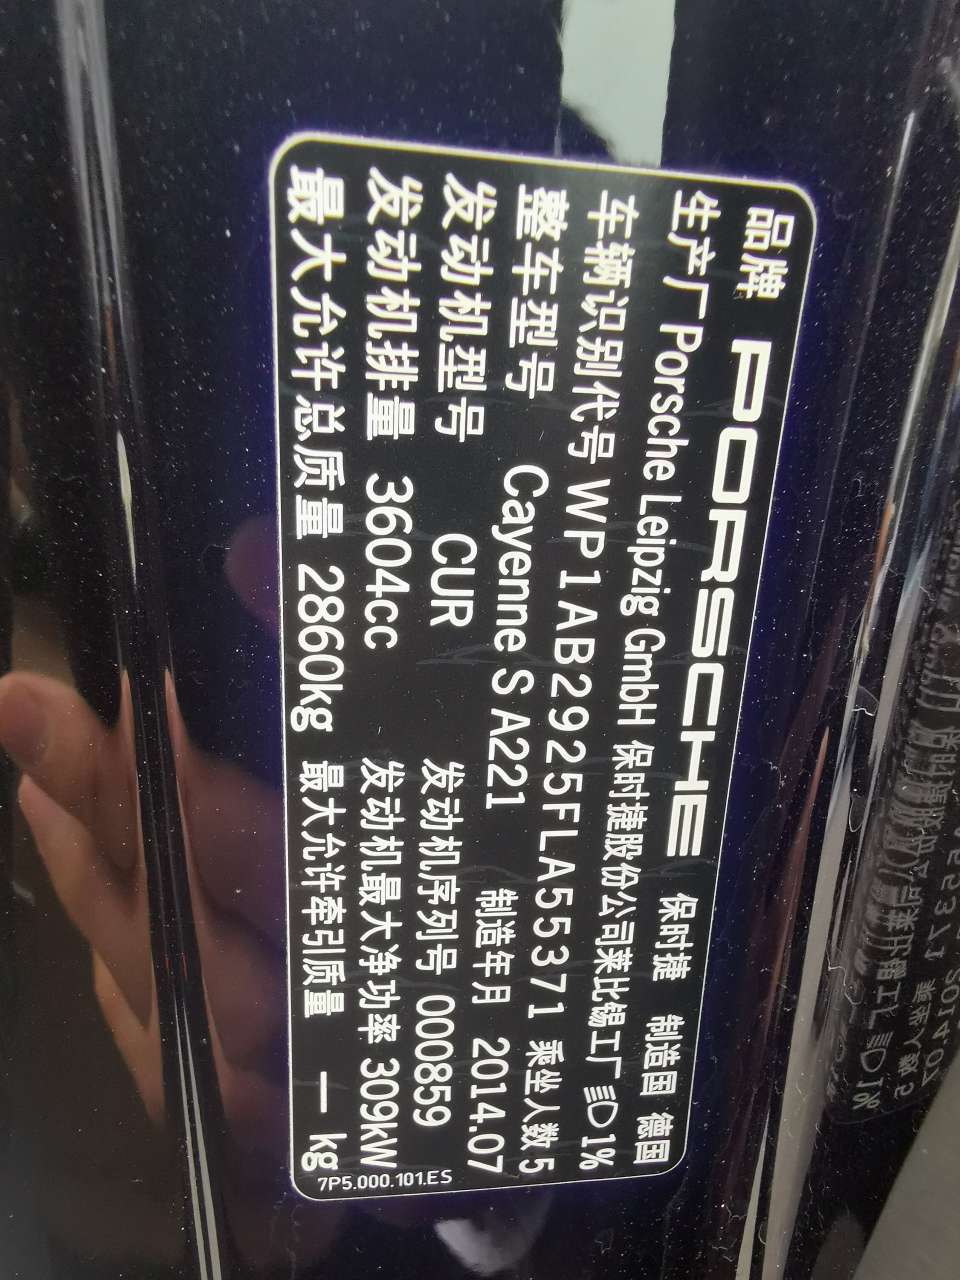 品牌 PORSCHE 保时捷 制造国 德国
生产厂 Porsche Leipzig GmbH 保时捷股份公司莱比锡工厂 1%
车辆识别代号 WP1AB2925FLA55371 乘坐人数 5
整车型号 Cayenne S A221 制造年月 2014.07
发动机型号 CUR 发动机序列号 000859
发动机排量 3604cc 发动机最大净功率 309kW
最大允许总质量 2860kg 最大允许牵引质量 — kg
7P5.000.101.ES